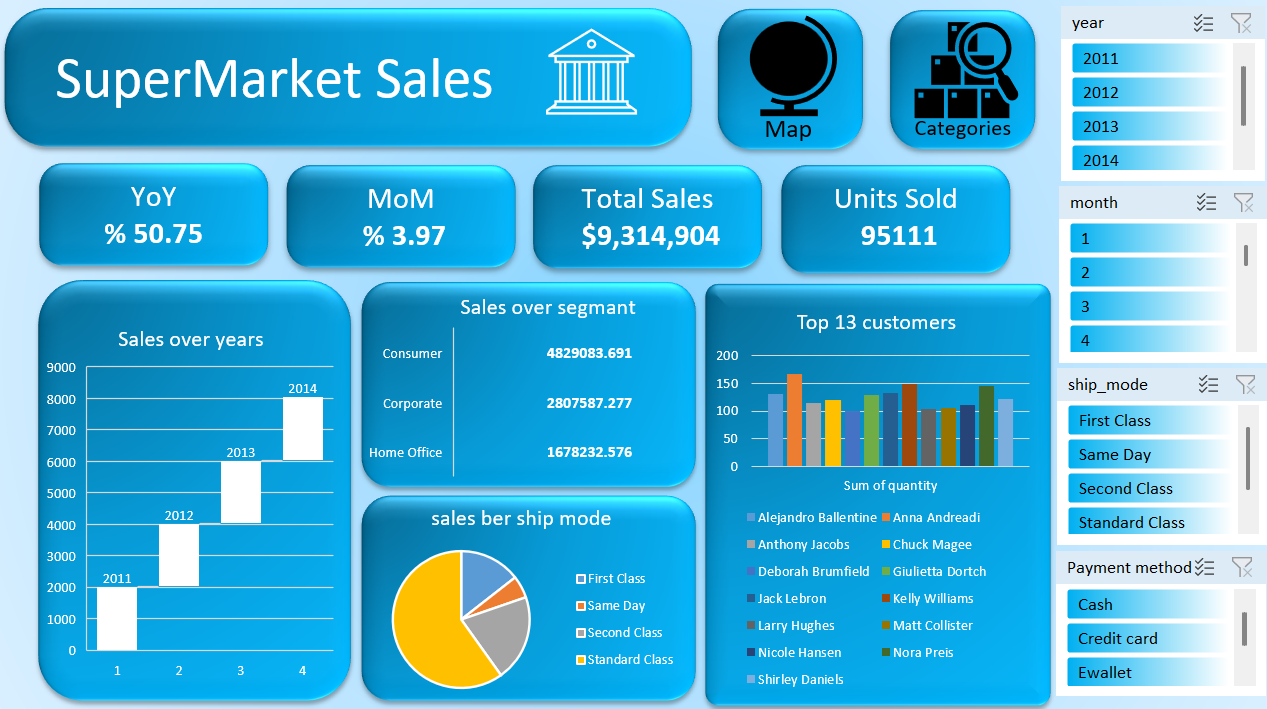 SuperMarket Sales
Map
Categories
YoY
% 50.75
MoM
% 3.97
Total Sales
$9,314,904
Units Sold
95111
Sales over years
9000
8000
7000
6000
5000
4000
3000
2000
1000
0
2011
2012
2013
2014
1 2 3 4
Sales over segmant
Consumer 4829083.691
Corporate 2807587.277
Home Office 1678232.576
sales ber ship mode
First Class
Same Day
Second Class
Standard Class
Top 13 customers
200
150
100
50
0
Sum of quantity
Alejandro Ballentine Anna Andreadi
Anthony Jacobs Chuck Magee
Deborah Brumfield Giulietta Dortch
Jack Lebron Kelly Williams
Larry Hughes Matt Collister
Nicole Hansen Nora Preis
Shirley Daniels
year
2011
2012
2013
2014
month
1
2
3
4
ship_mode
First Class
Same Day
Second Class
Standard Class
Payment method
Cash
Credit card
Ewallet